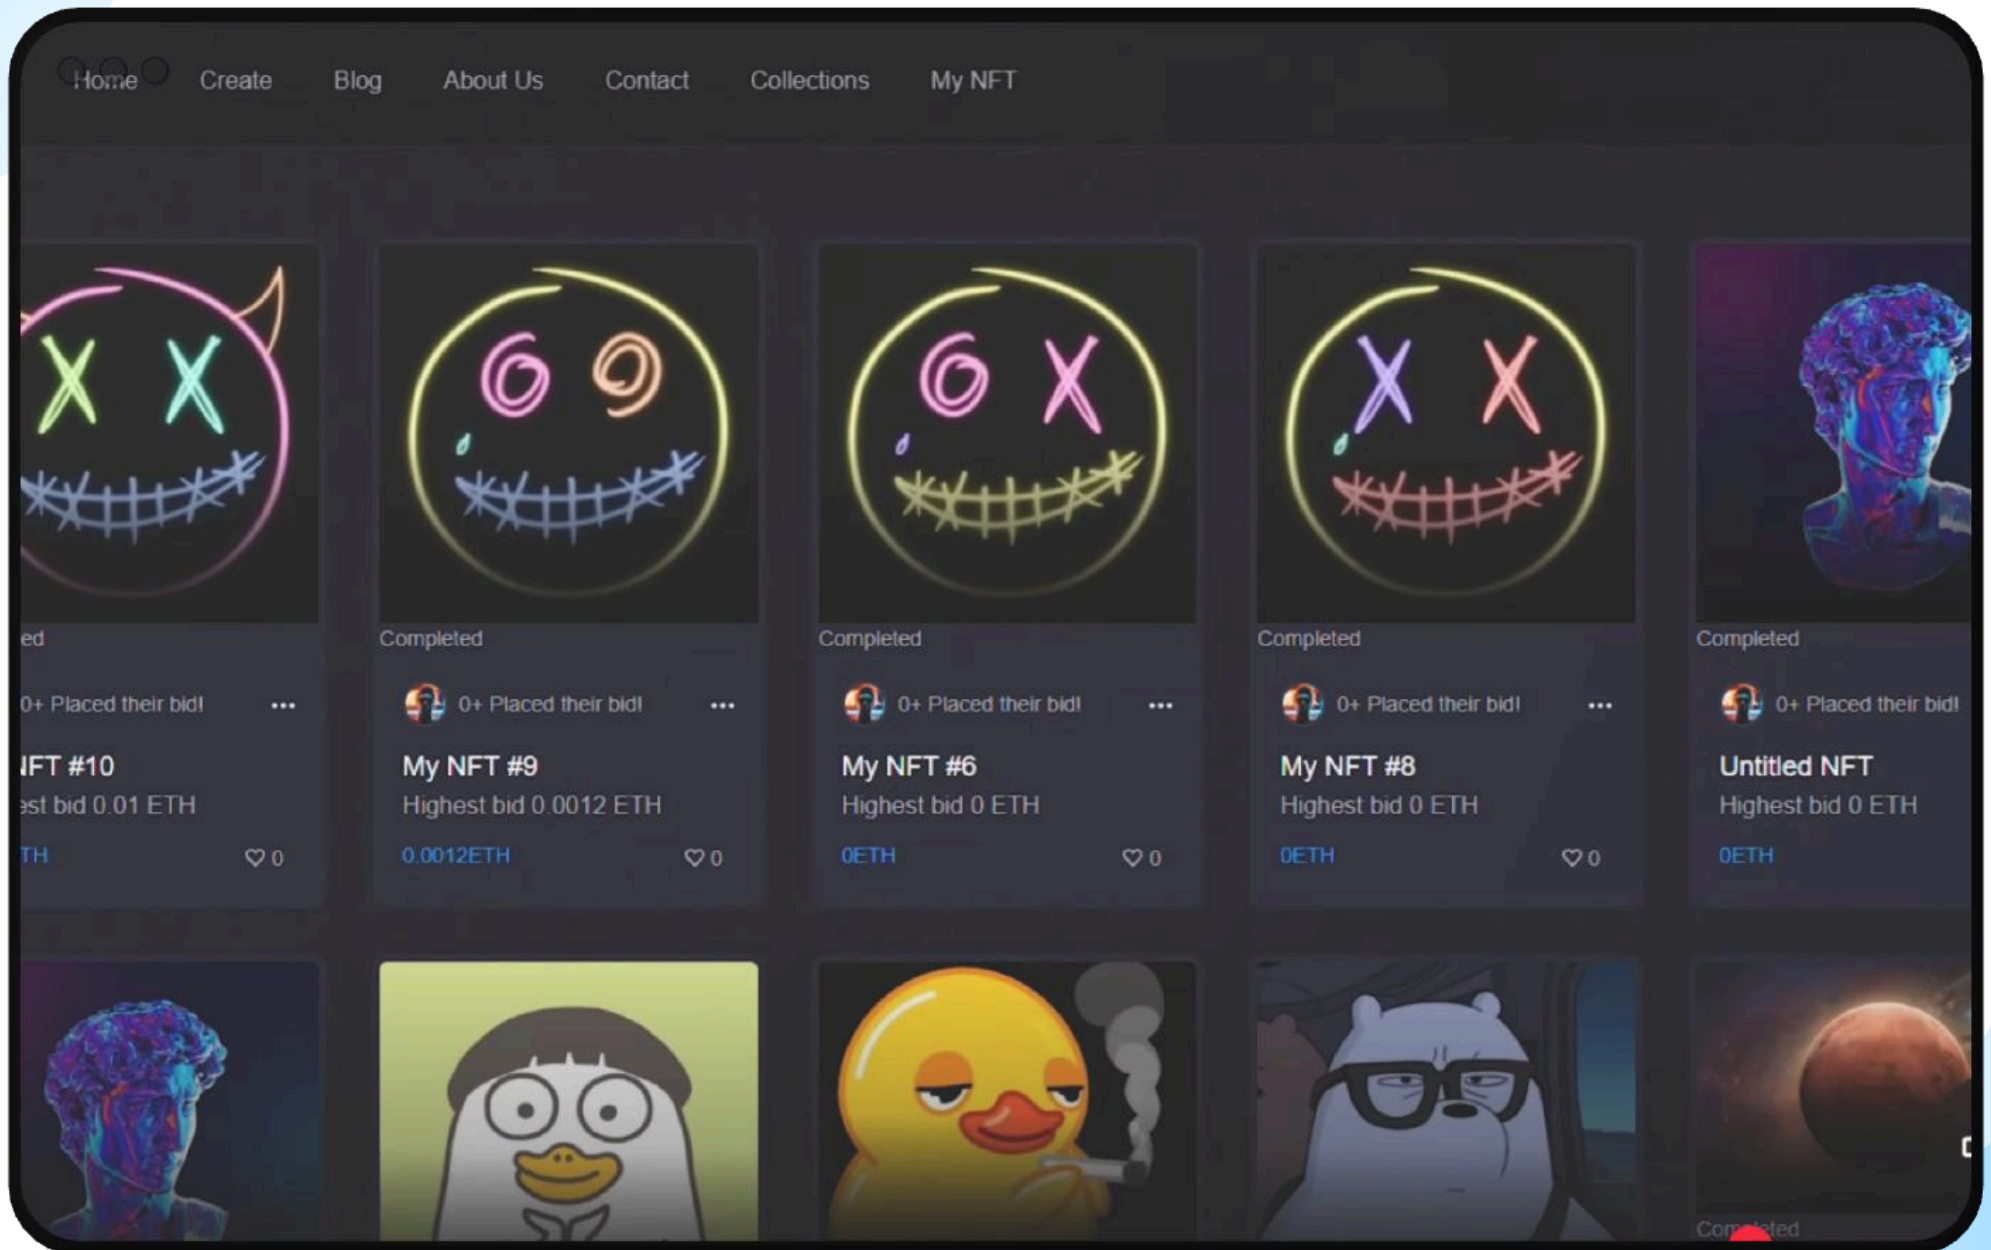 Home Create Blog About Us Contact Collections My NFT
ed
0+ Placed their bid!
NFT #10
est bid 0.01 ETH
TH
0
Completed
0+ Placed their bid!
My NFT #9
Highest bid 0.0012 ETH
0.0012ETH
0
Completed
0+ Placed their bid!
My NFT #6
Highest bid 0 ETH
0ETH
0
Completed
0+ Placed their bid!
My NFT #8
Highest bid 0 ETH
0ETH
0
Completed
0+ Placed their bid!
Untitled NFT
Highest bid 0 ETH
0ETH
Completed